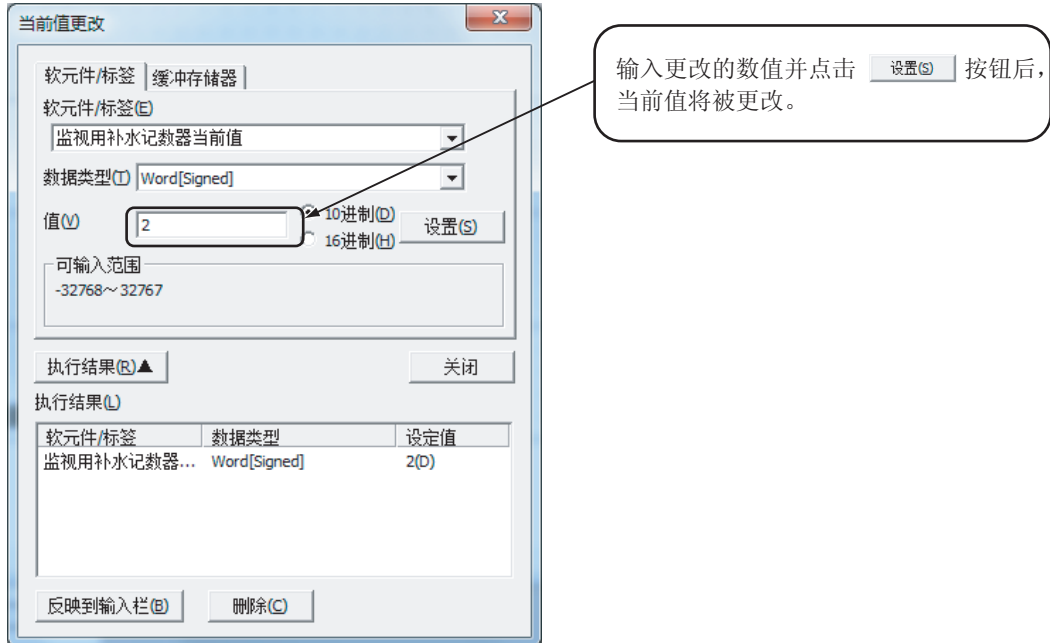 当前值更改
软元件/标签 缓冲存储器
软元件/标签(E)
监视用补水记数器当前值
数据类型(T) Word[Signed]
值(V) 2 10进制(D) 设置(S)
16进制(H)
可输入范围
-32768～32767
执行结果(R)▲ 关闭
执行结果(L)
软元件/标签 数据类型 设定值
监视用补水记数器... Word[Signed] 2(D)
反映到输入栏(B) 删除(C)
输入更改的数值并点击 设置(S) 按钮后，
当前值将被更改。